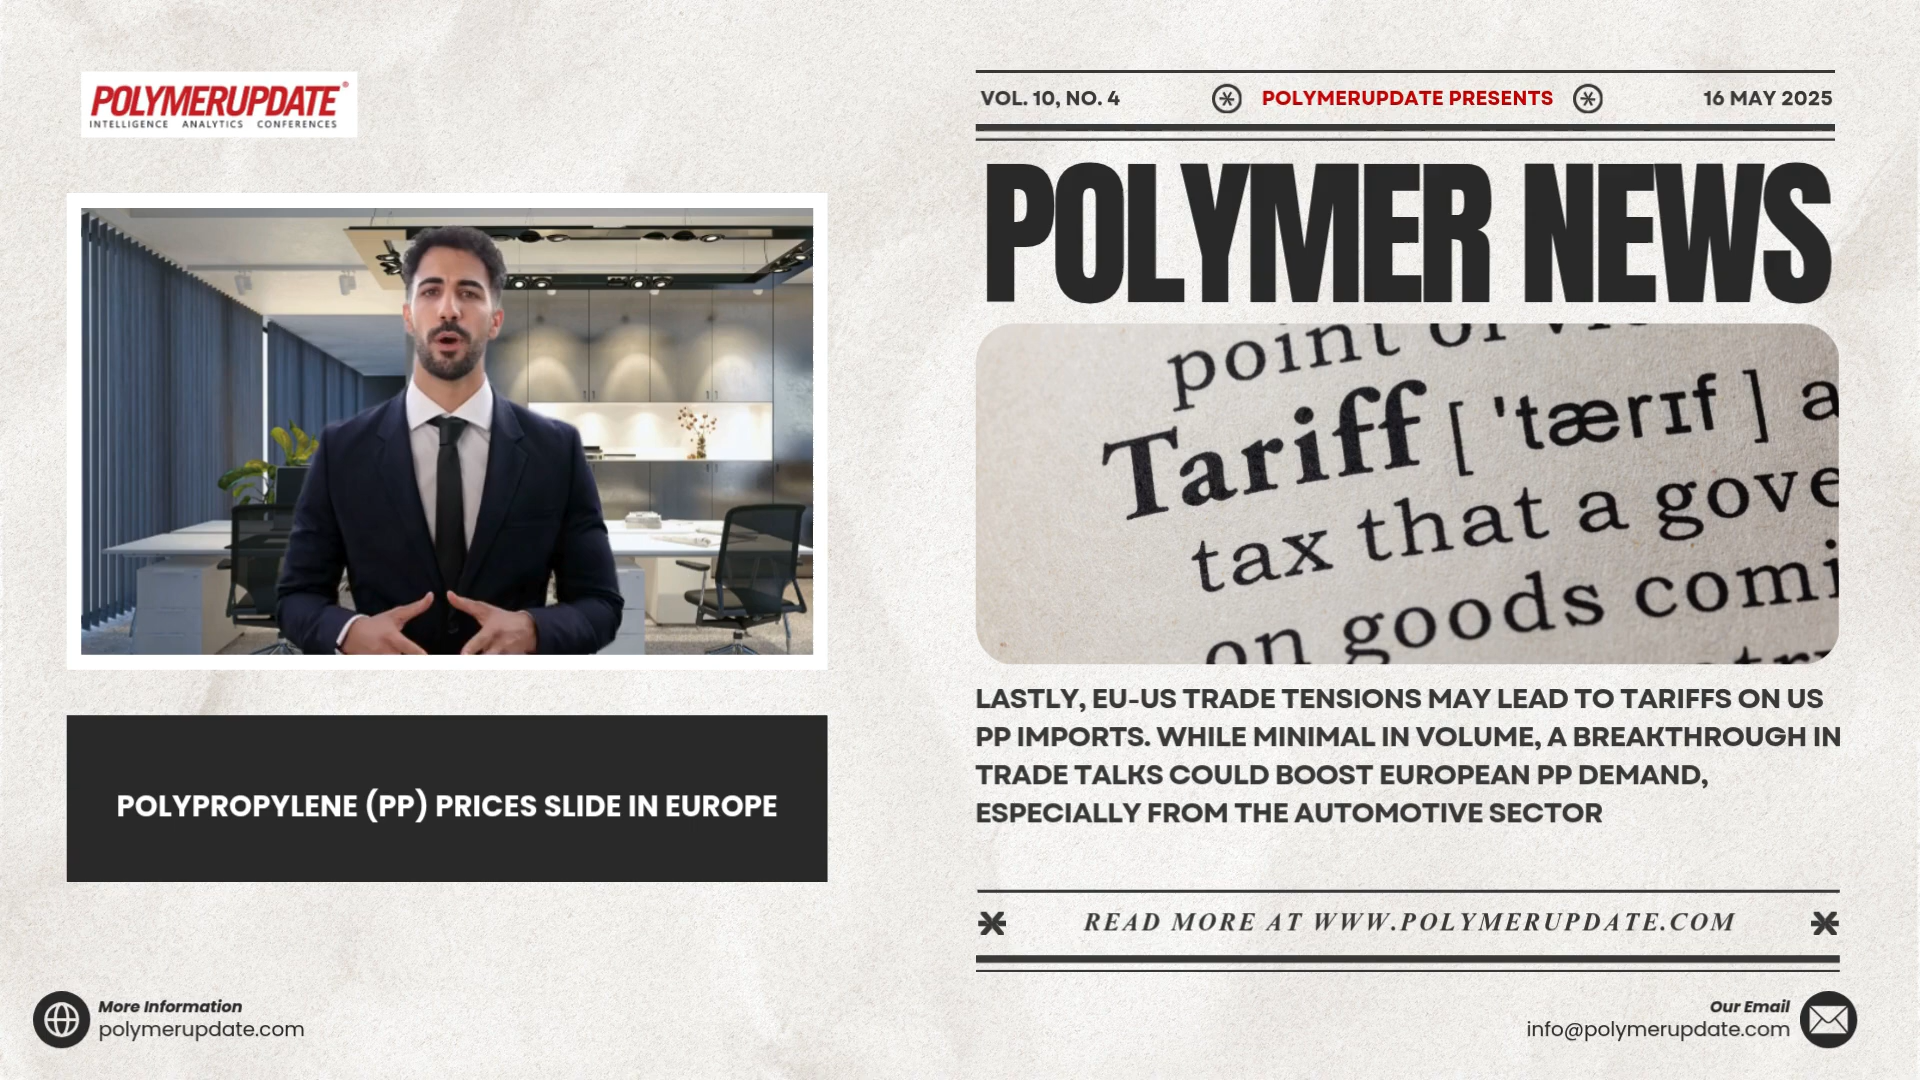 POLYMERUPDATE®
INTELLIGENCE ANALYTICS CONFERENCES
POLYPROPYLENE (PP) PRICES SLIDE IN EUROPE
More Information
polymerupdate.com
VOL. 10, NO. 4 POLYMERUPDATE PRESENTS 16 MAY 2025
POLYMER NEWS
point of
Tariff ['tærɪf] a
tax that a gove
on goods comi
LASTLY, EU-US TRADE TENSIONS MAY LEAD TO TARIFFS ON US
PP IMPORTS. WHILE MINIMAL IN VOLUME, A BREAKTHROUGH IN
TRADE TALKS COULD BOOST EUROPEAN PP DEMAND,
ESPECIALLY FROM THE AUTOMOTIVE SECTOR
READ MORE AT WWW.POLYMERUPDATE.COM
Our Email
info@polymerupdate.com